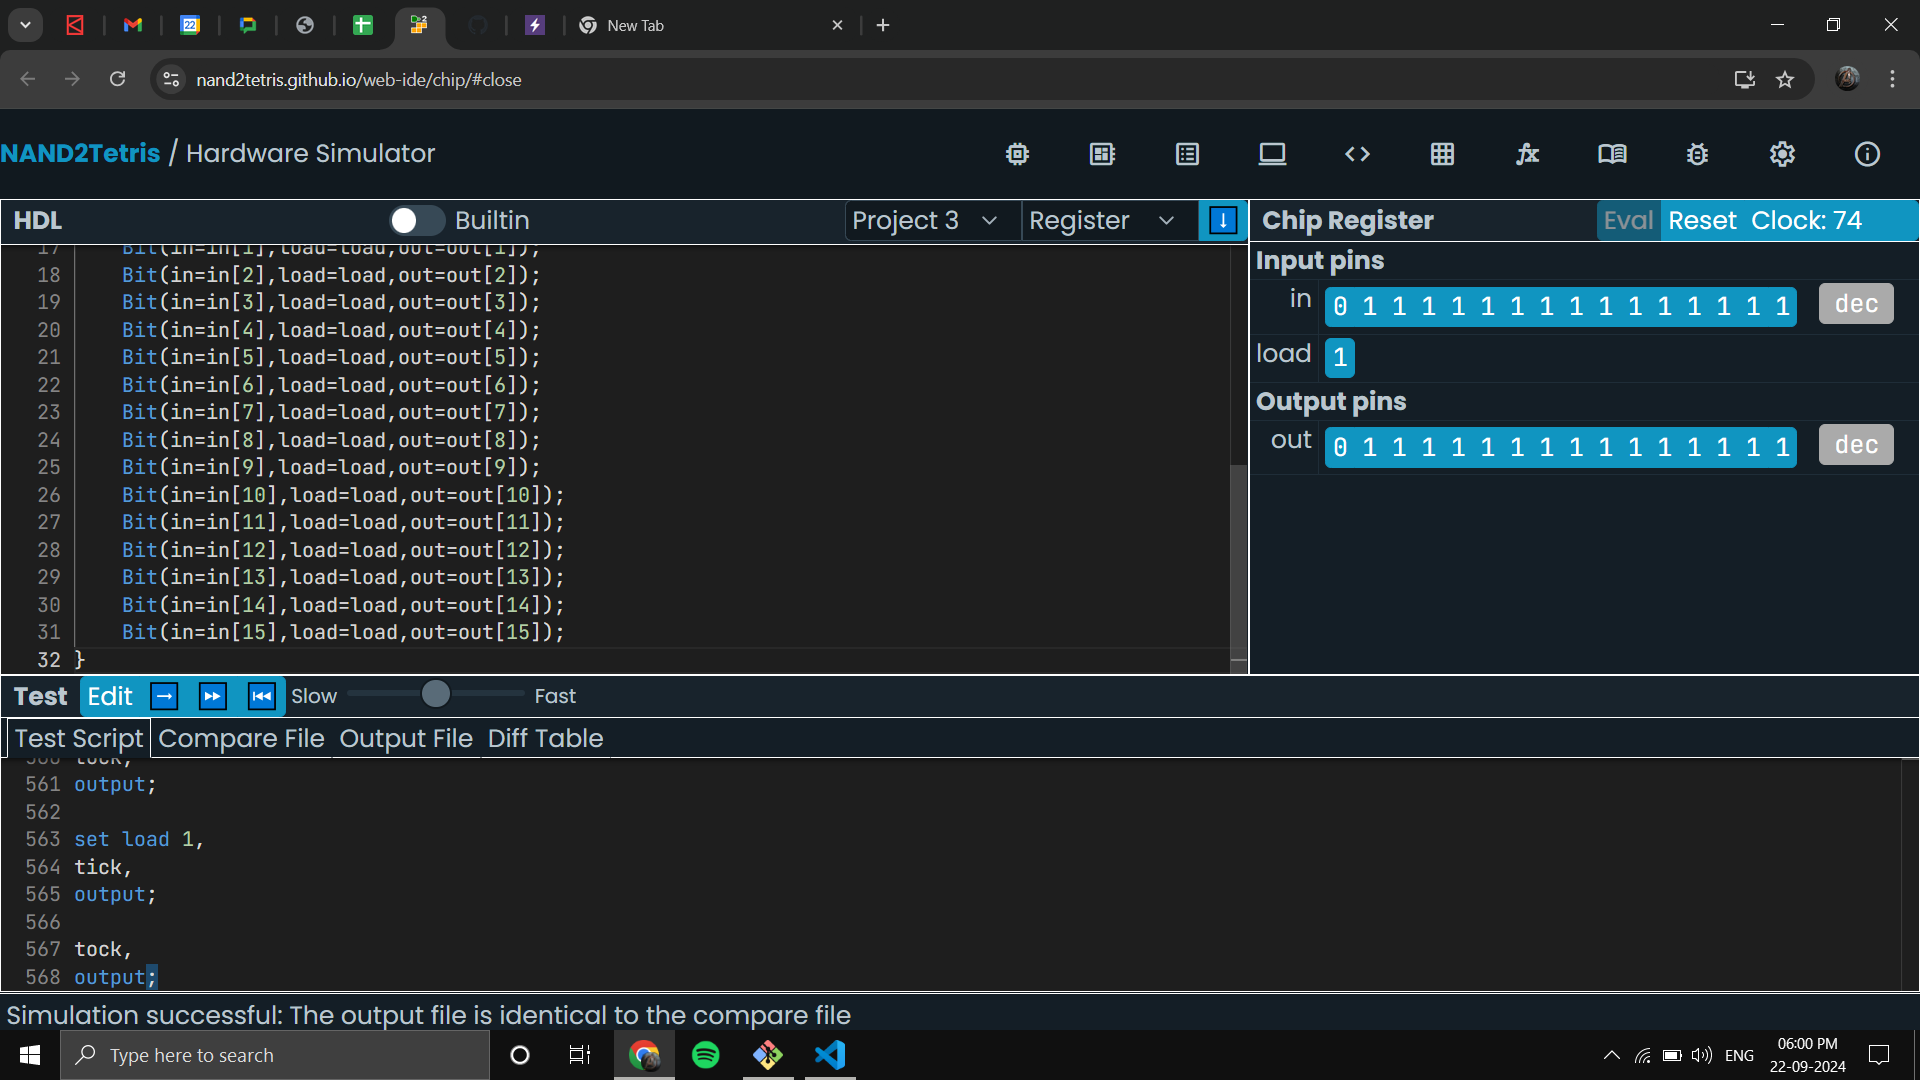 22
New Tab
nand2tetris.github.io/web-ide/chip/#close
NAND2Tetris / Hardware Simulator
HDL Builtin Project 3 Register
17 Bit(in=in[1],load=load,out=out[1]);
18 Bit(in=in[2],load=load,out=out[2]);
19 Bit(in=in[3],load=load,out=out[3]);
20 Bit(in=in[4],load=load,out=out[4]);
21 Bit(in=in[5],load=load,out=out[5]);
22 Bit(in=in[6],load=load,out=out[6]);
23 Bit(in=in[7],load=load,out=out[7]);
24 Bit(in=in[8],load=load,out=out[8]);
25 Bit(in=in[9],load=load,out=out[9]);
26 Bit(in=in[10],load=load,out=out[10]);
27 Bit(in=in[11],load=load,out=out[11]);
28 Bit(in=in[12],load=load,out=out[12]);
29 Bit(in=in[13],load=load,out=out[13]);
30 Bit(in=in[14],load=load,out=out[14]);
31 Bit(in=in[15],load=load,out=out[15]);
32 }
Chip Register Eval Reset Clock: 74
Input pins
in 0 1 1 1 1 1 1 1 1 1 1 1 1 1 1 1 dec
load 1
Output pins
out 0 1 1 1 1 1 1 1 1 1 1 1 1 1 1 1 dec
Test Edit Slow Fast
Test Script Compare File Output File Diff Table
560 tock,
561 output;
562
563 set load 1,
564 tick,
565 output;
566
567 tock,
568 output;
Simulation successful: The output file is identical to the compare file
Type here to search
ENG
06:00 PM
22-09-2024